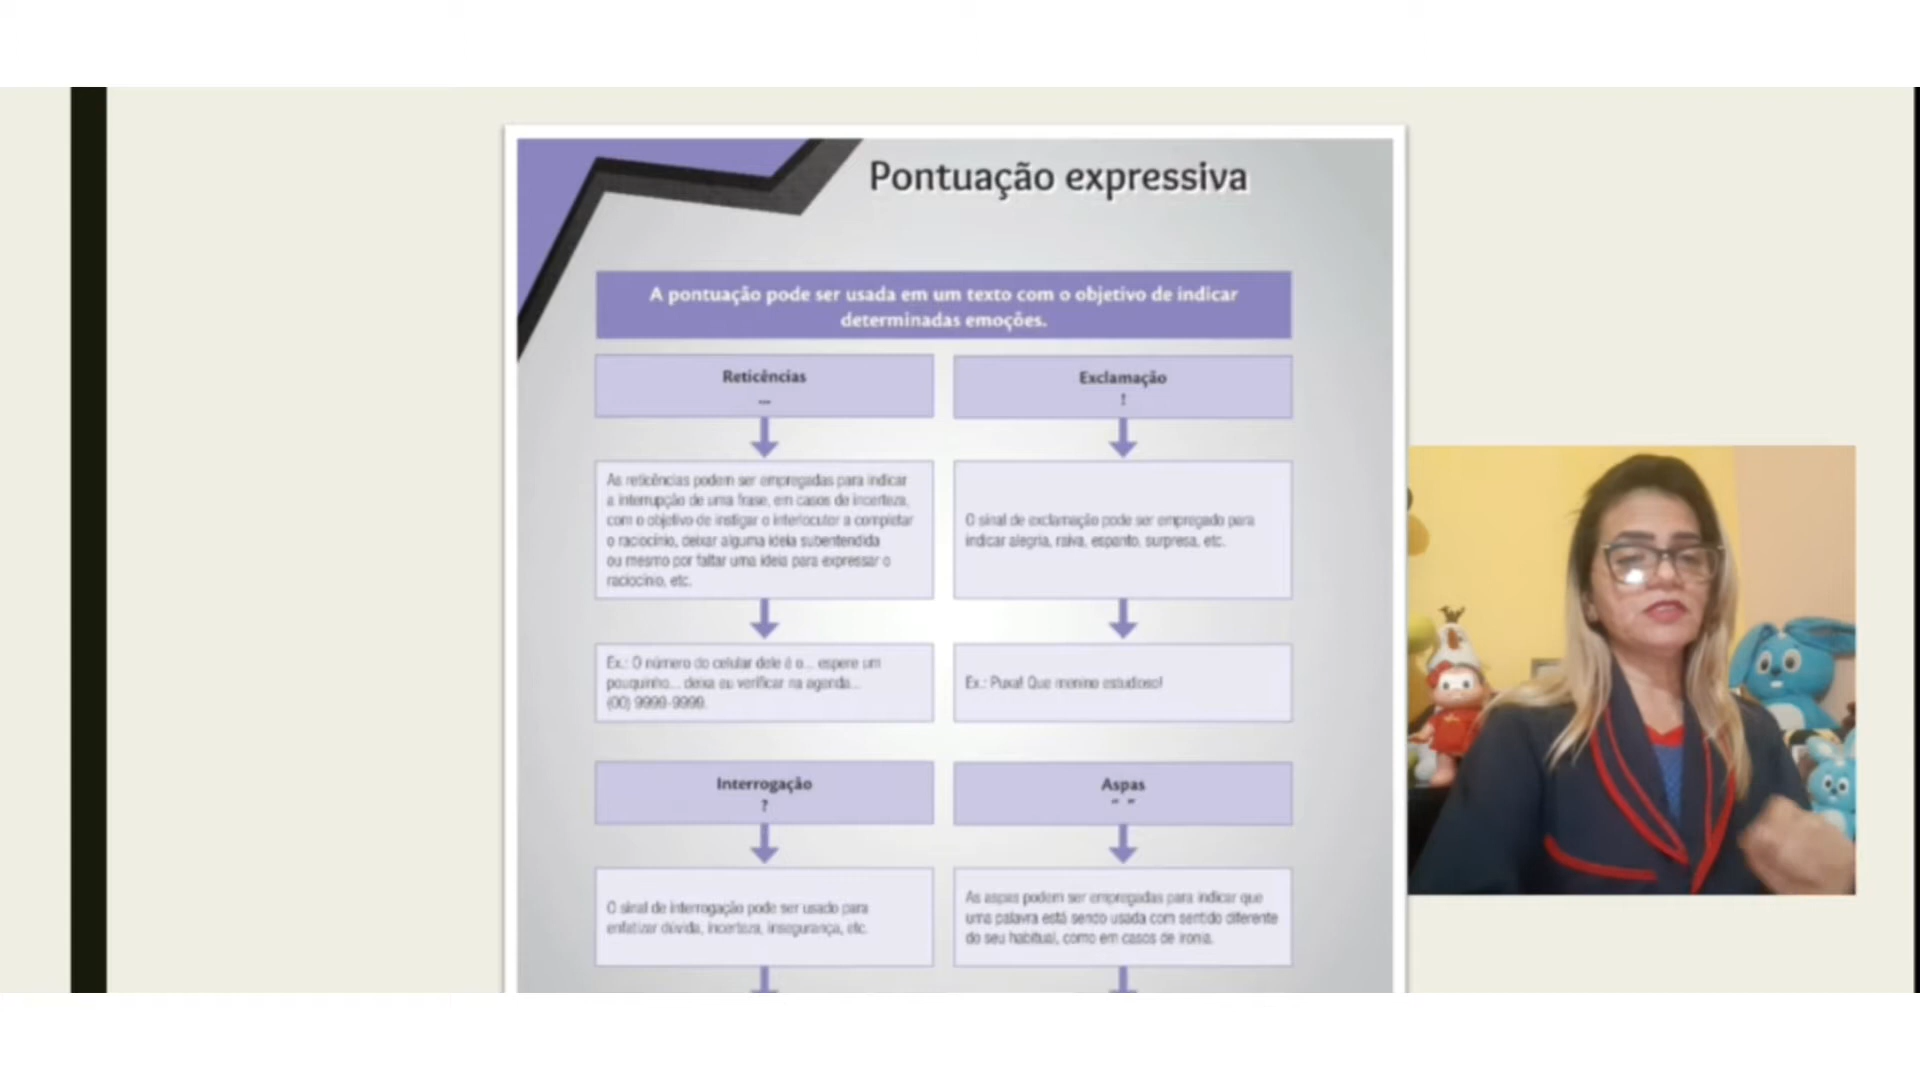 Pontuação expressiva
A pontuação pode ser usada em um texto com o objetivo de indicar
determinadas emoções.
Reticências
...
As reticências podem ser empregadas para indicar
a interrupção de uma frase, em casos de incerteza,
com o objetivo de instigar o interlocutor a completar
o raciocínio, deixar alguma ideia subentendida
ou mesmo por faltar uma ideia para expressar o
raciocínio, etc.
Ex.: O número do celular dele é o... espere um
pouquinho... deixa eu verificar na agenda...
(00) 9999-9999.
Exclamação
!
O sinal de exclamação pode ser empregado para
indicar alegria, raiva, espanto, surpresa, etc.
Ex.: Puxa! Que menino estudioso!
Interrogação
?
O sinal de interrogação pode ser usado para
enfatizar dúvida, incerteza, insegurança, etc.
Aspas
“ ”
As aspas podem ser empregadas para indicar que
uma palavra está sendo usada com sentido diferente
do seu habitual, como em casos de ironia.